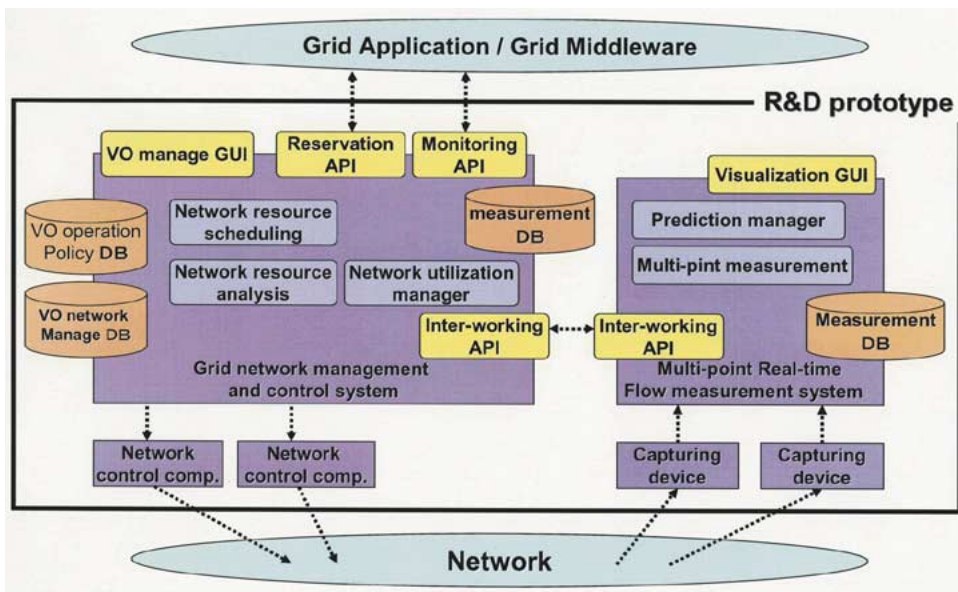 Grid Application / Grid Middleware
R&D prototype
VO manage GUI
Reservation
API
Monitoring
API
Visualization GUI
VO operation
Policy DB
Network resource
scheduling
measurement
DB
Prediction manager
Network resource
analysis
Network utilization
manager
Multi-pint measurement
VO network
Manage DB
Inter-working
API
Inter-working
API
Measurement
DB
Grid network management
and control system
Multi-point Real-time
Flow measurement system
Network
control comp.
Network
control comp.
Capturing
device
Capturing
device
Network